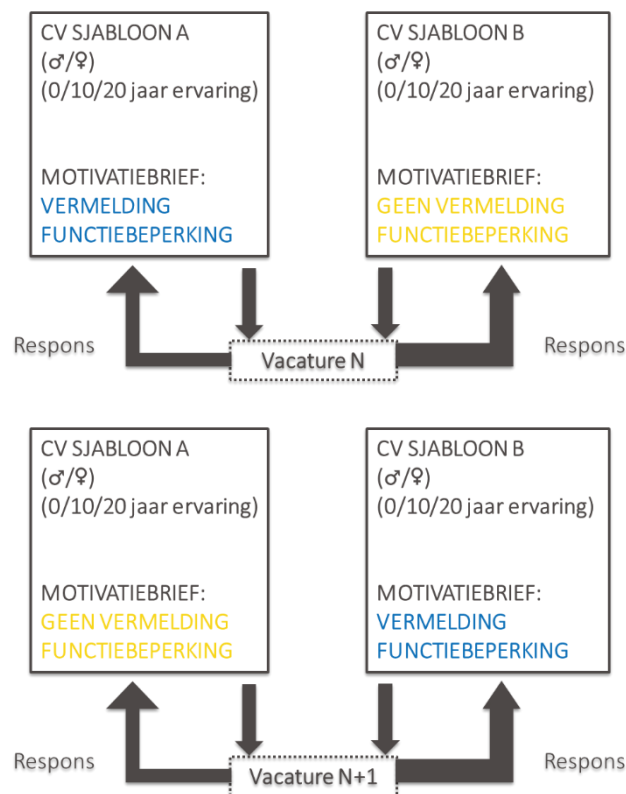 CV SJABLOON A
(♂/♀)
(0/10/20 jaar ervaring)
MOTIVATIEBRIEF:
VERMELDING
FUNCTIEBEPERKING
CV SJABLOON B
(♂/♀)
(0/10/20 jaar ervaring)
MOTIVATIEBRIEF:
GEEN VERMELDING
FUNCTIEBEPERKING
Respons
Vacature N
Respons
CV SJABLOON A
(♂/♀)
(0/10/20 jaar ervaring)
MOTIVATIEBRIEF:
GEEN VERMELDING
FUNCTIEBEPERKING
CV SJABLOON B
(♂/♀)
(0/10/20 jaar ervaring)
MOTIVATIEBRIEF:
VERMELDING
FUNCTIEBEPERKING
Respons
Vacature N+1
Respons